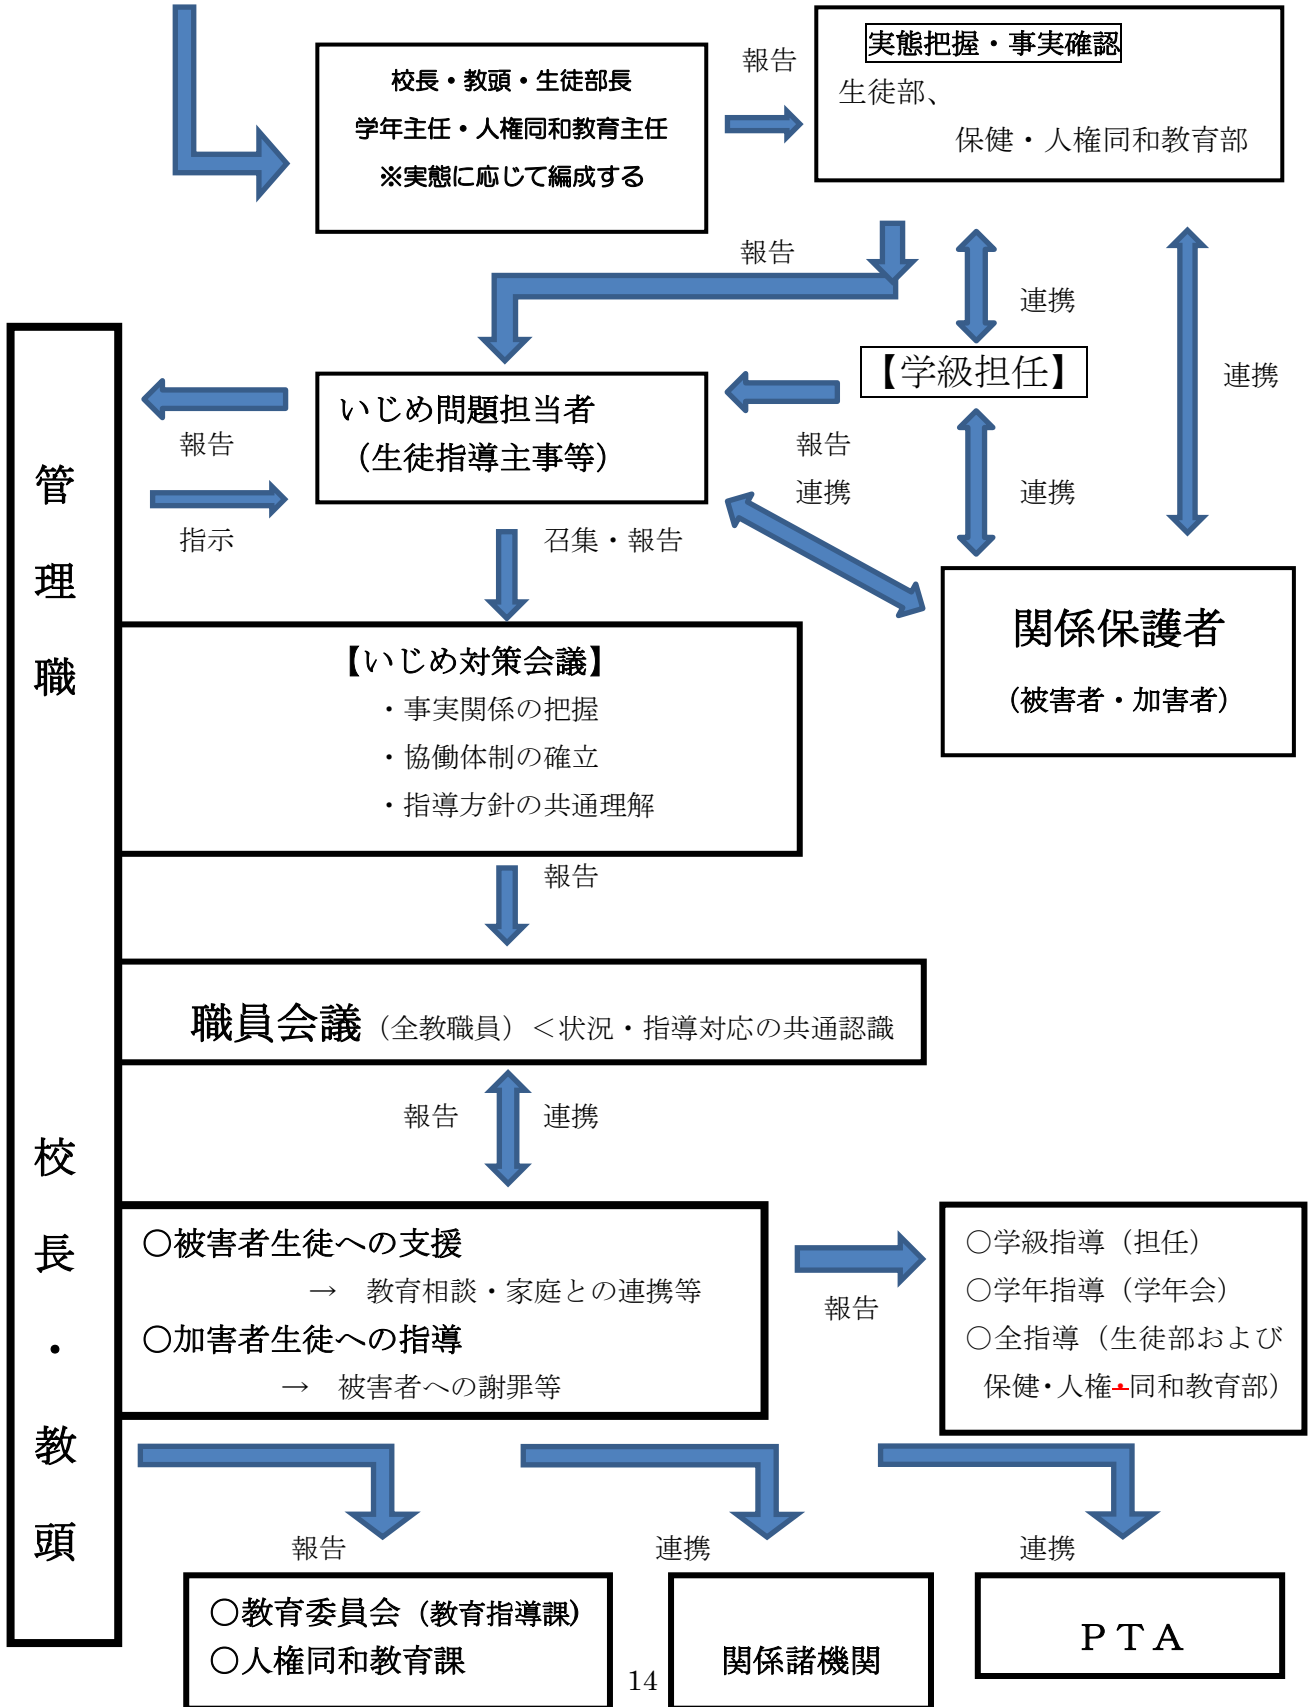 校長・教頭・生徒部長
学年主任・人権同和教育主任
※実態に応じて編成する
報告
実態把握・事実確認
生徒部、
保健・人権同和教育部
報告
連携
連携
【学級担任】
報告
連携
連携
いじめ問題担当者
（生徒指導主事等）
報告
指示
召集・報告
関係保護者
（被害者・加害者）
管理職
校長・教頭
【いじめ対策会議】
・事実関係の把握
・協働体制の確立
・指導方針の共通理解
報告
職員会議（全教職員）＜状況・指導対応の共通認識
報告
連携
○被害者生徒への支援
→　教育相談・家庭との連携等
○加害者生徒への指導
→　被害者への謝罪等
報告
○学級指導（担任）
○学年指導（学年会）
○全指導（生徒部および
保健・人権・同和教育部）
報告
連携
連携
○教育委員会（教育指導課）
○人権同和教育課
関係諸機関
ＰＴＡ
14